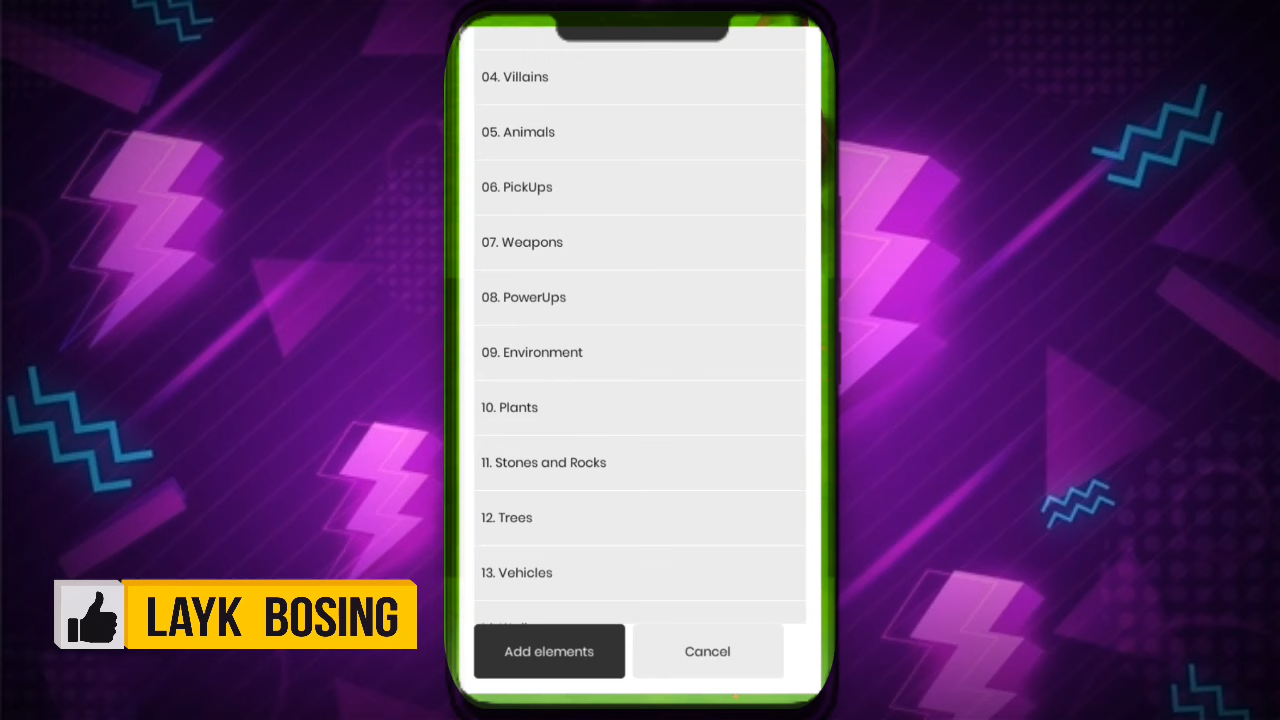 04. Villains
05. Animals
06. PickUps
07. Weapons
08. PowerUps
09. Environment
10. Plants
11. Stones and Rocks
12. Trees
13. Vehicles
Add elements
Cancel
LAYK BOSING